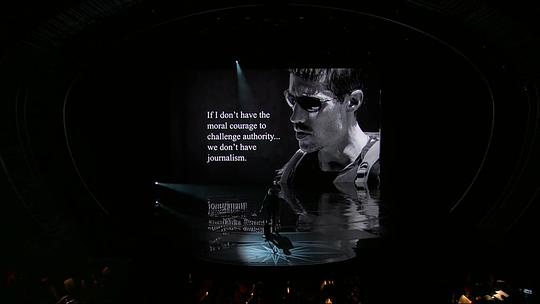 If I don't have the
moral courage to
challenge authority...
we don't have
journalism.